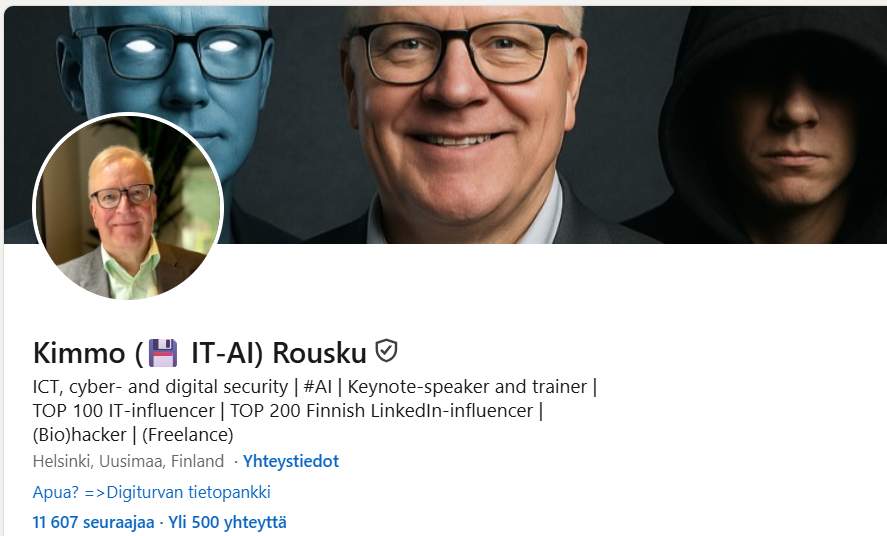 Kimmo (💾 IT-AI) Rousku
ICT, cyber- and digital security | #AI | Keynote-speaker and trainer |
TOP 100 IT-influencer | TOP 200 Finnish LinkedIn-influencer |
(Bio)hacker | (Freelance)
Helsinki, Uusimaa, Finland · Yhteystiedot
Apua? =>Digiturvan tietopankki
11 607 seuraajaa · Yli 500 yhteyttä